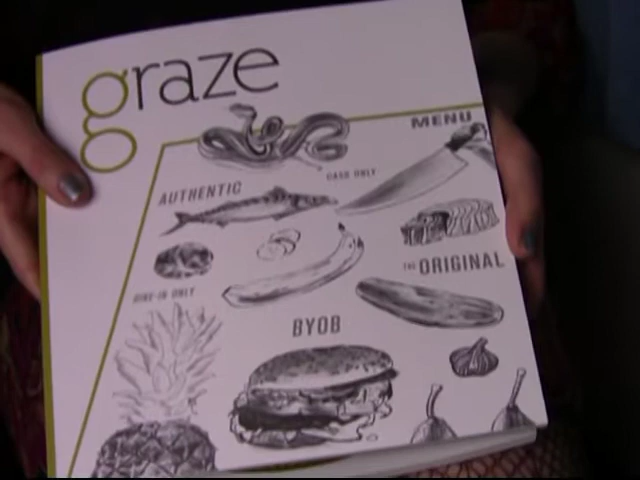 graze
MENU
CASH ONLY
AUTHENTIC
THE ORIGINAL
DINE-IN ONLY
BYOB